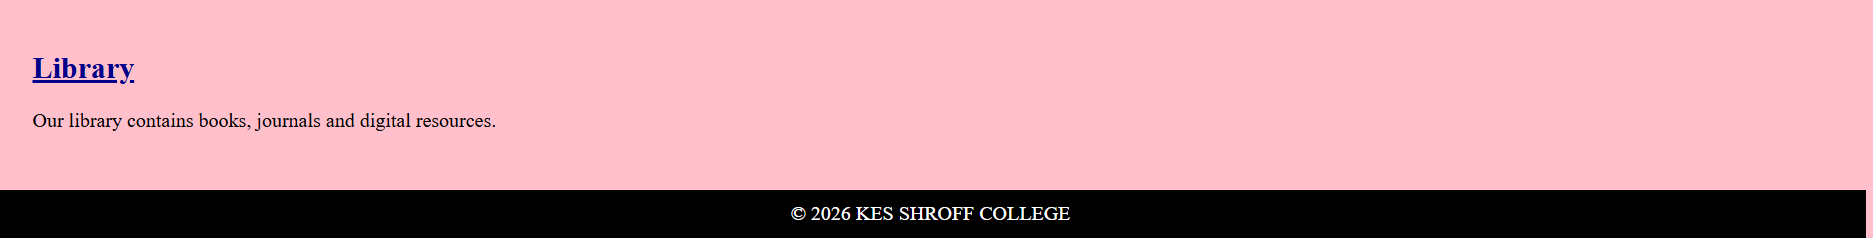 Library
Our library contains books, journals and digital resources.
© 2026 KES SHROFF COLLEGE